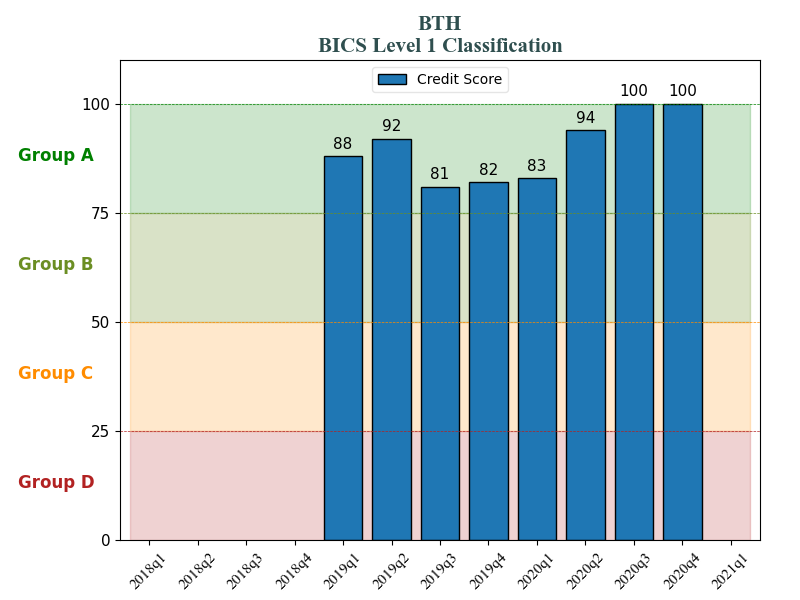 BTH
BICS Level 1 Classification
Credit Score
100
75
50
25
0
Group A
Group B
Group C
Group D
88
92
81
82
83
94
100
100
2018q1
2018q2
2018q3
2018q4
2019q1
2019q2
2019q3
2019q4
2020q1
2020q2
2020q3
2020q4
2021q1